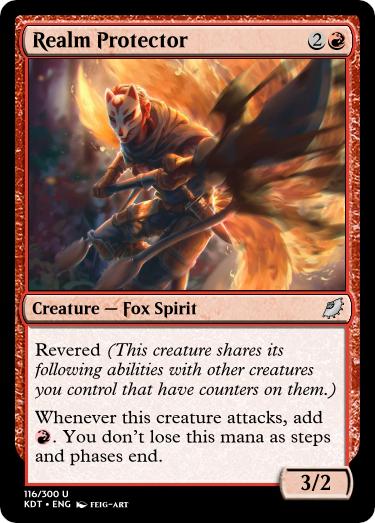 Realm Protector 2
Creature — Fox Spirit
Revered (This creature shares its
following abilities with other creatures
you control that have counters on them.)
Whenever this creature attacks, add
. You don't lose this mana as steps
and phases end.
3/2
116/300 U
KDT • ENG FEIG-ART